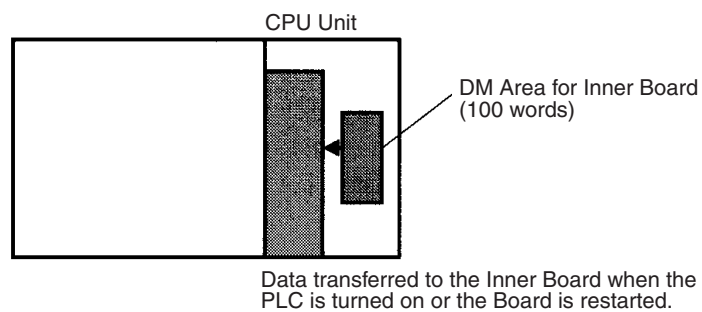 CPU Unit
DM Area for Inner Board
(100 words)
Data transferred to the Inner Board when the
PLC is turned on or the Board is restarted.